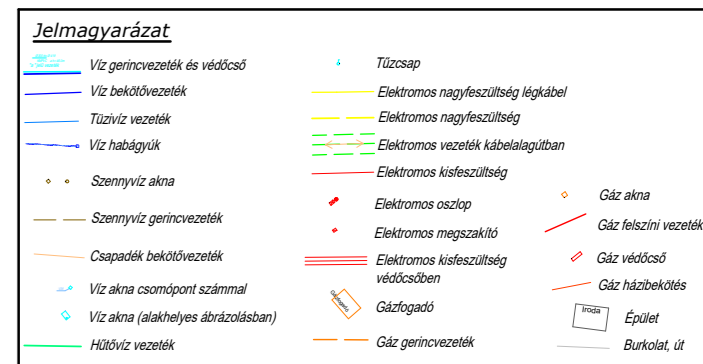 Jelmagyarázat
Víz gerincvezeték és védőcső
Víz bekötővezeték
Tüzivíz vezeték
Víz habágyúk
Szennyvíz akna
Szennyvíz gerincvezeték
Csapadék bekötővezeték
Víz akna csomópont számmal
Víz akna (alakhelyes ábrázolásban)
Hűtővíz vezeték
Tűzcsap
Elektromos nagyfeszültség légkábel
Elektromos nagyfeszültség
Elektromos vezeték kábelalagútban
Elektromos kisfeszültség
Elektromos oszlop
Elektromos megszakító
Elektromos kisfeszültség
védőcsőben
Gázfogadó
Gázfogadó
Gáz gerincvezeték
Gáz akna
Gáz felszíni vezeték
Gáz védőcső
Gáz házibekötés
Iroda
Épület
Burkolat, út